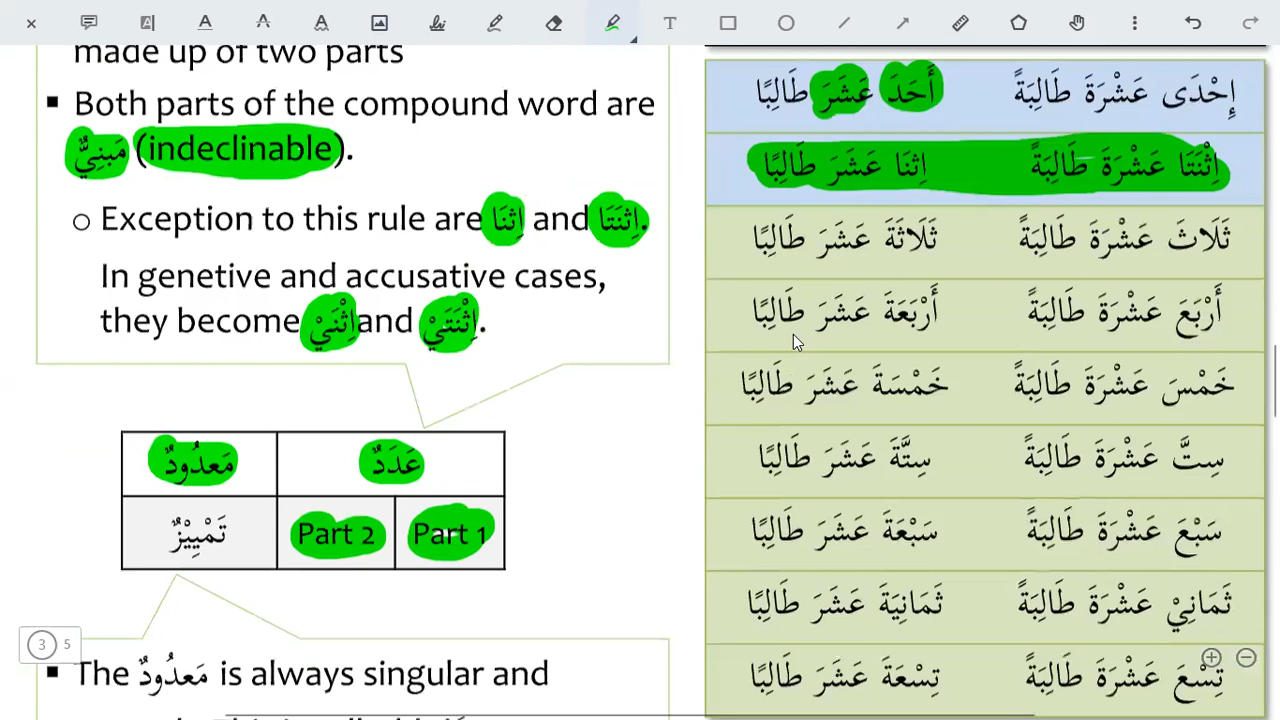 made up of two parts
▪ Both parts of the compound word are
مَبنِيٌّ (indeclinable).
o Exception to this rule are اِثنَا and اِثنَتَا.
In genetive and accusative cases,
they become اِثْنَيْ and اِثْنَتَيْ.
عَدَدٌ مَعدُودٌ
Part 1 Part 2 تَمْيِيْزٌ
▪ The مَعدُودٌ is always singular and
إِحْدَى عَشْرَةَ طَالِبَةً أَحَدَ عَشَرَ طَالِبًا
اِثْنَتَا عَشْرَةَ طَالِبَةً اِثنَا عَشَرَ طَالِبًا
ثَلَاثَ عَشْرَةَ طَالِبَةً ثَلَاثَةَ عَشَرَ طَالِبًا
أَرْبَعَ عَشْرَةَ طَالِبَةً أَرْبَعَةَ عَشَرَ طَالِبًا
خَمْسَ عَشْرَةَ طَالِبَةً خَمْسَةَ عَشَرَ طَالِبًا
سِتَّ عَشْرَةَ طَالِبَةً سِتَّةَ عَشَرَ طَالِبًا
سَبْعَ عَشْرَةَ طَالِبَةً سَبْعَةَ عَشَرَ طَالِبًا
ثَمَانِيْ عَشْرَةَ طَالِبَةً ثَمَانِيَةَ عَشَرَ طَالِبًا
تِسْعَ عَشْرَةَ طَالِبَةً تِسْعَةَ عَشَرَ طَالِبًا
3 5